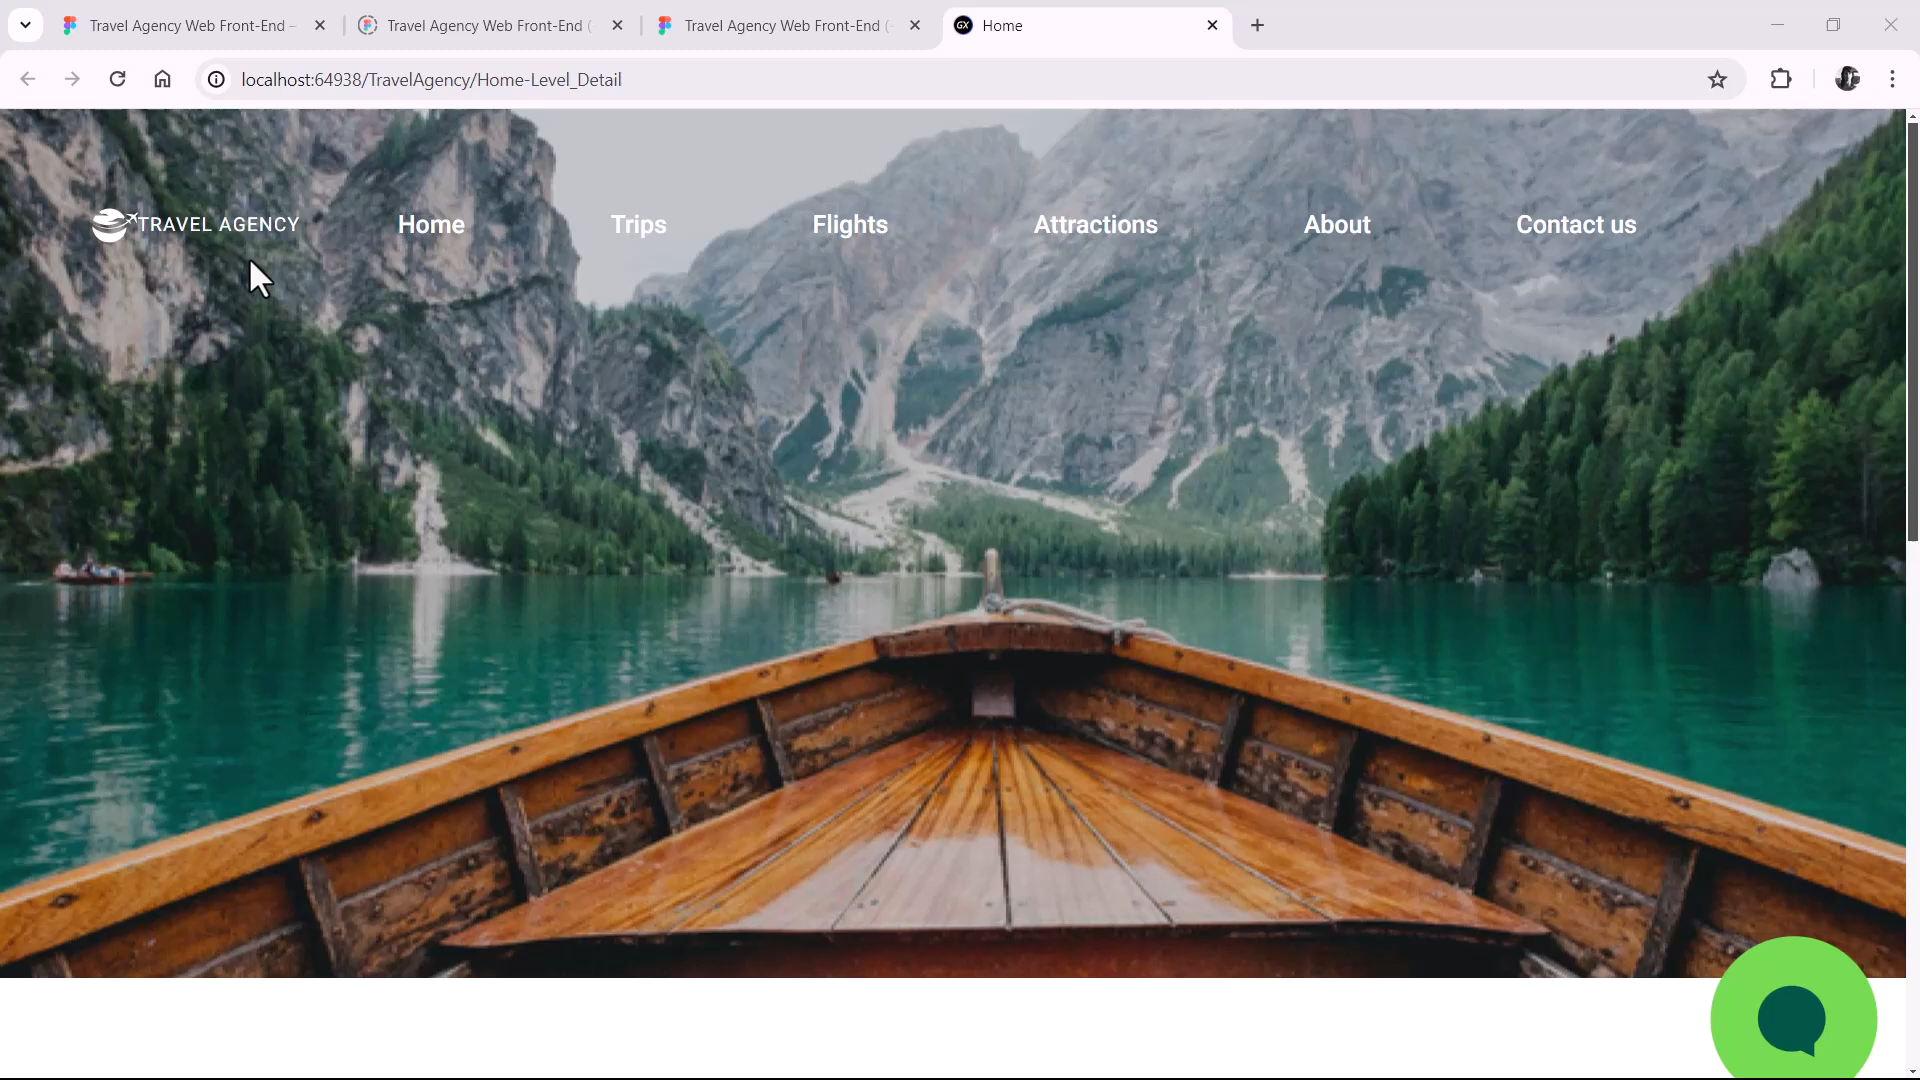 Travel Agency Web Front-End –
Travel Agency Web Front-End (
Travel Agency Web Front-End (
GX
Home
localhost:64938/TravelAgency/Home-Level_Detail
TRAVEL AGENCY
Home
Trips
Flights
Attractions
About
Contact us